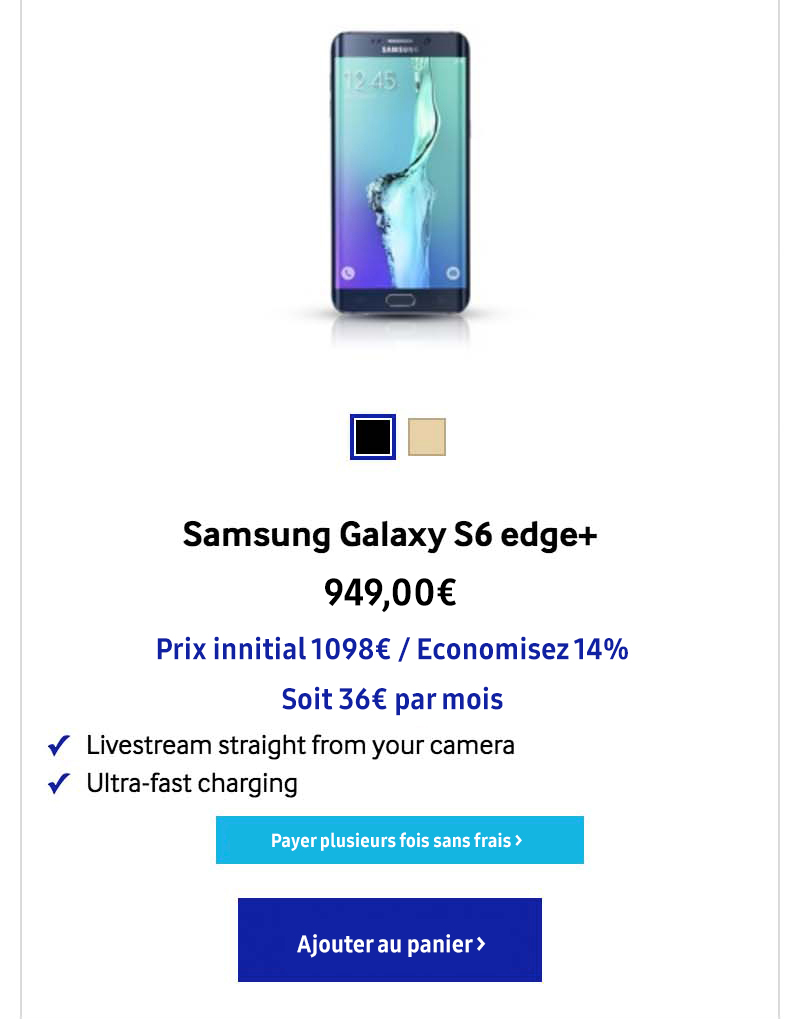 SAMSUNG
12:45
Samsung Galaxy S6 edge+
949,00€
Prix innitial 1098€ / Economisez 14%
Soit 36€ par mois
Livestream straight from your camera
Ultra-fast charging
Payer plusieurs fois sans frais >
Ajouter au panier >